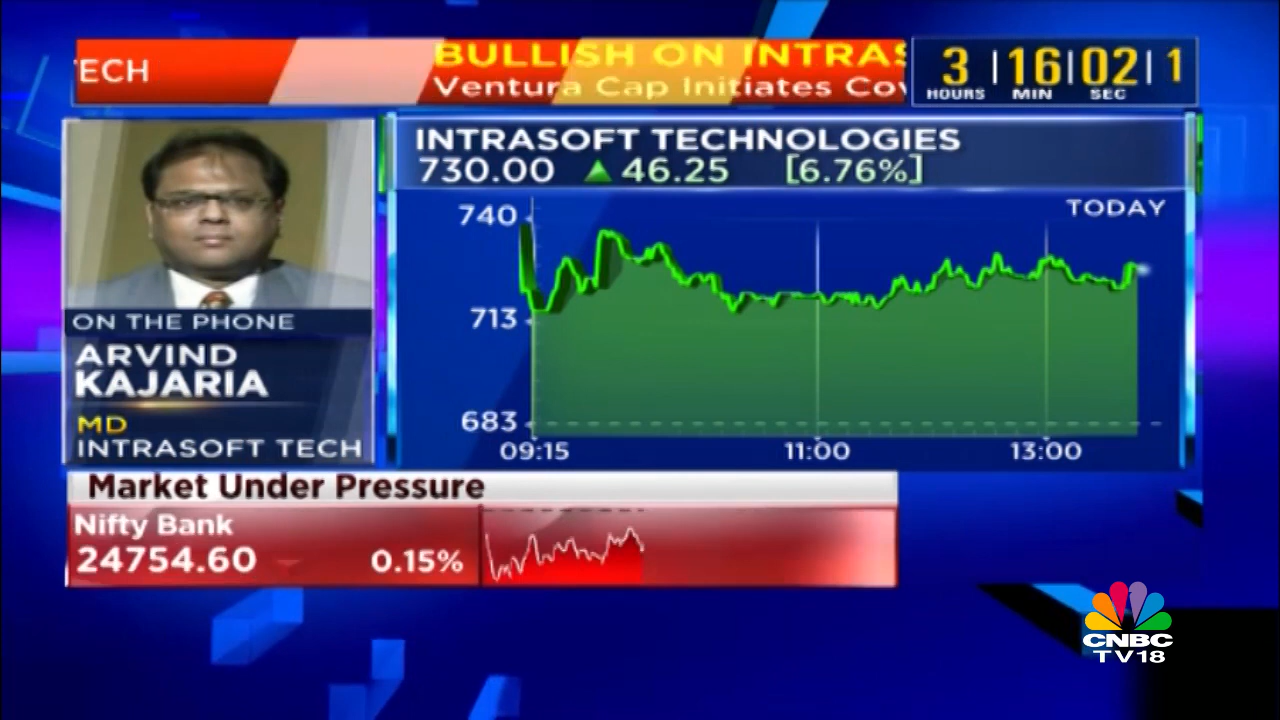 ECH
BULLISH ON INTRAS
Ventura Cap Initiates Cov
3 16 02 1
HOURS MIN SEC
INTRASOFT TECHNOLOGIES
730.00 ▲ 46.25 [6.76%]
TODAY
740
713
683
09:15 11:00 13:00
ON THE PHONE
ARVIND
KAJARIA
MD
INTRASOFT TECH
Market Under Pressure
Nifty Bank
24754.60 0.15%
CNBC
TV18